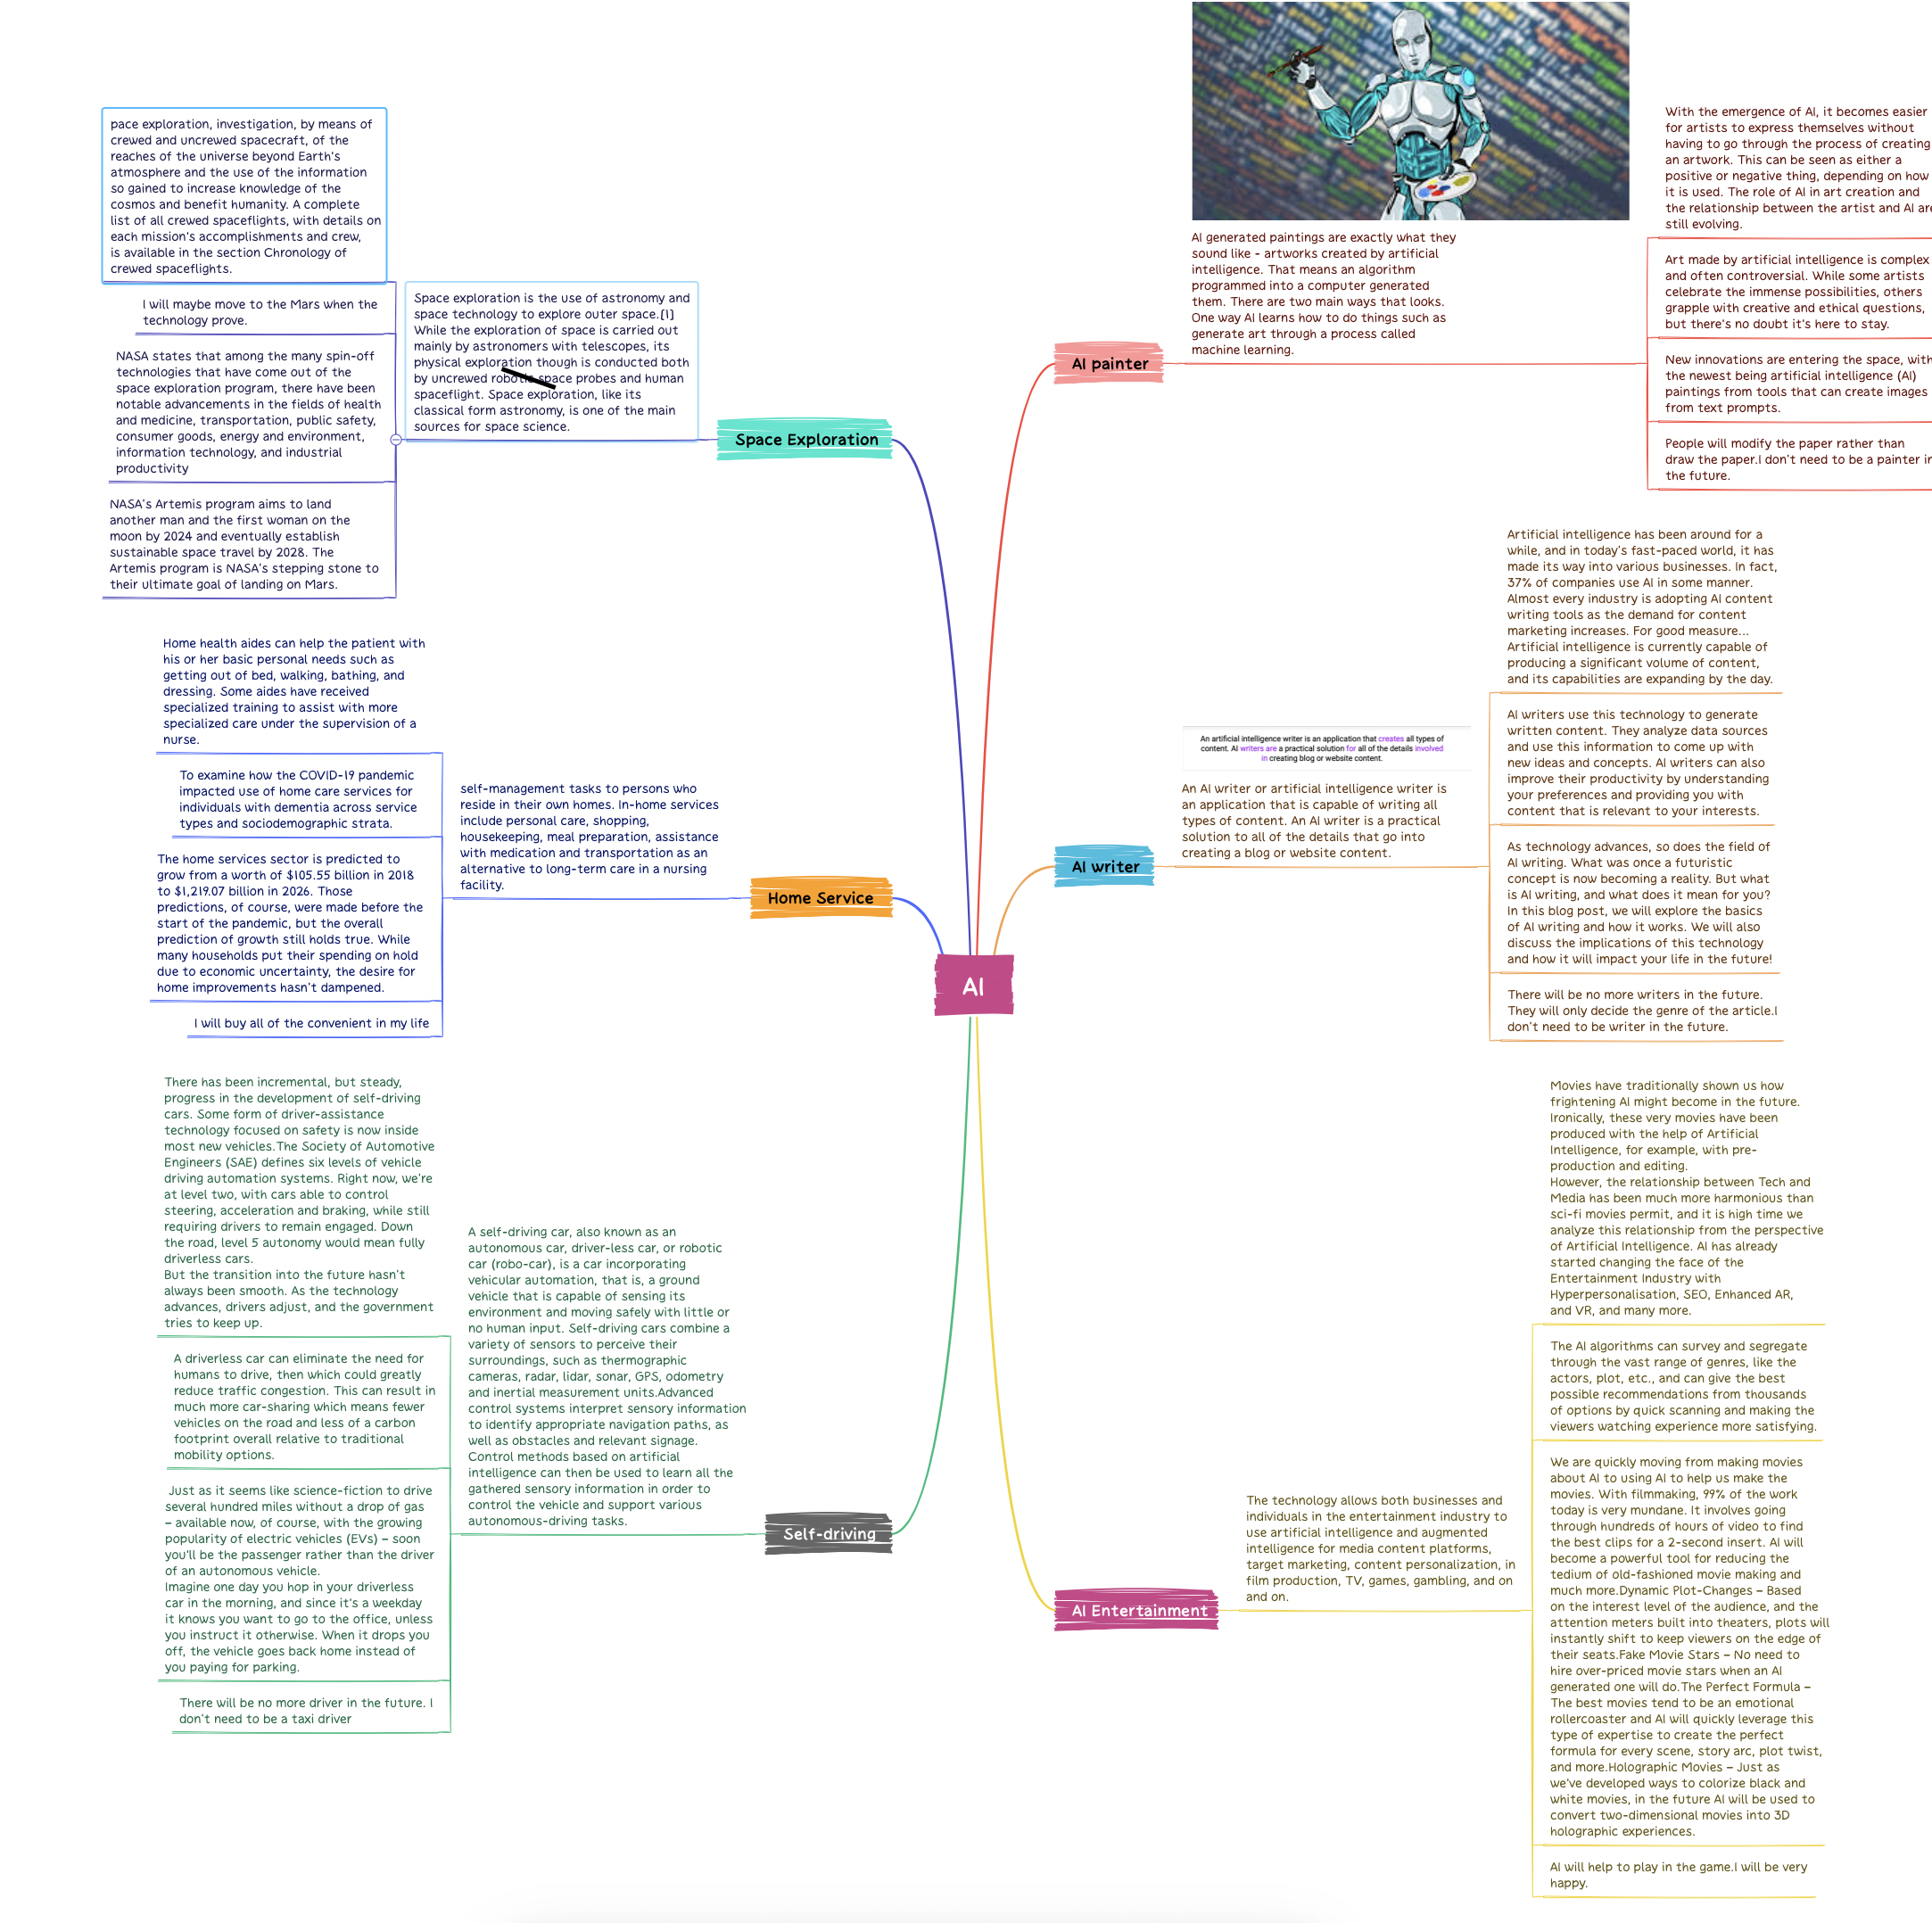 pace exploration, investigation, by means of
crewed and uncrewed spacecraft, of the
reaches of the universe beyond Earth's
atmosphere and the use of the information
so gained to increase knowledge of the
cosmos and benefit humanity. A complete
list of all crewed spaceflights, with details on
each mission's accomplishments and crew,
is available in the section Chronology of
crewed spaceflights.
I will maybe move to the Mars when the
technology prove.
NASA states that among the many spin-off
technologies that have come out of the
space exploration program, there have been
notable advancements in the fields of health
and medicine, transportation, public safety,
consumer goods, energy and environment,
information technology, and industrial
productivity
NASA's Artemis program aims to land
another man and the first woman on the
moon by 2024 and eventually establish
sustainable space travel by 2028. The
Artemis program is NASA's stepping stone to
their ultimate goal of landing on Mars.
Space exploration is the use of astronomy and
space technology to explore outer space.[1]
While the exploration of space is carried out
mainly by astronomers with telescopes, its
physical exploration though is conducted both
by uncrewed robotic space probes and human
spaceflight. Space exploration, like its
classical form astronomy, is one of the main
sources for space science.
Space Exploration
Home health aides can help the patient with
his or her basic personal needs such as
getting out of bed, walking, bathing, and
dressing. Some aides have received
specialized training to assist with more
specialized care under the supervision of a
nurse.
To examine how the COVID-19 pandemic
impacted use of home care services for
individuals with dementia across service
types and sociodemographic strata.
The home services sector is predicted to
grow from a worth of $105.55 billion in 2018
to $1,219.07 billion in 2026. Those
predictions, of course, were made before the
start of the pandemic, but the overall
prediction of growth still holds true. While
many households put their spending on hold
due to economic uncertainty, the desire for
home improvements hasn't dampened.
I will buy all of the convenient in my life
self-management tasks to persons who
reside in their own homes. In-home services
include personal care, shopping,
housekeeping, meal preparation, assistance
with medication and transportation as an
alternative to long-term care in a nursing
facility.
Home Service
There has been incremental, but steady,
progress in the development of self-driving
cars. Some form of driver-assistance
technology focused on safety is now inside
most new vehicles.The Society of Automotive
Engineers (SAE) defines six levels of vehicle
driving automation systems. Right now, we're
at level two, with cars able to control
steering, acceleration and braking, while still
requiring drivers to remain engaged. Down
the road, level 5 autonomy would mean fully
driverless cars.
But the transition into the future hasn't
always been smooth. As the technology
advances, drivers adjust, and the government
tries to keep up.
A driverless car can eliminate the need for
humans to drive, then which could greatly
reduce traffic congestion. This can result in
much more car-sharing which means fewer
vehicles on the road and less of a carbon
footprint overall relative to traditional
mobility options.
Just as it seems like science-fiction to drive
several hundred miles without a drop of gas
– available now, of course, with the growing
popularity of electric vehicles (EVs) – soon
you'll be the passenger rather than the driver
of an autonomous vehicle.
Imagine one day you hop in your driverless
car in the morning, and since it's a weekday
it knows you want to go to the office, unless
you instruct it otherwise. When it drops you
off, the vehicle goes back home instead of
you paying for parking.
There will be no more driver in the future. I
don't need to be a taxi driver
A self-driving car, also known as an
autonomous car, driver-less car, or robotic
car (robo-car), is a car incorporating
vehicular automation, that is, a ground
vehicle that is capable of sensing its
environment and moving safely with little or
no human input. Self-driving cars combine a
variety of sensors to perceive their
surroundings, such as thermographic
cameras, radar, lidar, sonar, GPS, odometry
and inertial measurement units.Advanced
control systems interpret sensory information
to identify appropriate navigation paths, as
well as obstacles and relevant signage.
Control methods based on artificial
intelligence can then be used to learn all the
gathered sensory information in order to
control the vehicle and support various
autonomous-driving tasks.
Self-driving
AI
AI painter
AI generated paintings are exactly what they
sound like - artworks created by artificial
intelligence. That means an algorithm
programmed into a computer generated
them. There are two main ways that looks.
One way AI learns how to do things such as
generate art through a process called
machine learning.
With the emergence of AI, it becomes easier
for artists to express themselves without
having to go through the process of creating
an artwork. This can be seen as either a
positive or negative thing, depending on how
it is used. The role of AI in art creation and
the relationship between the artist and AI are
still evolving.
Art made by artificial intelligence is complex
and often controversial. While some artists
celebrate the immense possibilities, others
grapple with creative and ethical questions,
but there's no doubt it's here to stay.
New innovations are entering the space, with
the newest being artificial intelligence (AI)
paintings from tools that can create images
from text prompts.
People will modify the paper rather than
draw the paper.I don't need to be a painter in
the future.
AI writer
An artificial intelligence writer is an application that creates all types of
content. AI writers are a practical solution for all of the details involved
in creating blog or website content.
An AI writer or artificial intelligence writer is
an application that is capable of writing all
types of content. An AI writer is a practical
solution to all of the details that go into
creating a blog or website content.
Artificial intelligence has been around for a
while, and in today's fast-paced world, it has
made its way into various businesses. In fact,
37% of companies use AI in some manner.
Almost every industry is adopting AI content
writing tools as the demand for content
marketing increases. For good measure...
Artificial intelligence is currently capable of
producing a significant volume of content,
and its capabilities are expanding by the day.
AI writers use this technology to generate
written content. They analyze data sources
and use this information to come up with
new ideas and concepts. AI writers can also
improve their productivity by understanding
your preferences and providing you with
content that is relevant to your interests.
As technology advances, so does the field of
AI writing. What was once a futuristic
concept is now becoming a reality. But what
is AI writing, and what does it mean for you?
In this blog post, we will explore the basics
of AI writing and how it works. We will also
discuss the implications of this technology
and how it will impact your life in the future!
There will be no more writers in the future.
They will only decide the genre of the article.I
don't need to be writer in the future.
AI Entertainment
The technology allows both businesses and
individuals in the entertainment industry to
use artificial intelligence and augmented
intelligence for media content platforms,
target marketing, content personalization, in
film production, TV, games, gambling, and on
and on.
Movies have traditionally shown us how
frightening AI might become in the future.
Ironically, these very movies have been
produced with the help of Artificial
Intelligence, for example, with pre-
production and editing.
However, the relationship between Tech and
Media has been much more harmonious than
sci-fi movies permit, and it is high time we
analyze this relationship from the perspective
of Artificial Intelligence. AI has already
started changing the face of the
Entertainment Industry with
Hyperpersonalisation, SEO, Enhanced AR,
and VR, and many more.
The AI algorithms can survey and segregate
through the vast range of genres, like the
actors, plot, etc., and can give the best
possible recommendations from thousands
of options by quick scanning and making the
viewers watching experience more satisfying.
We are quickly moving from making movies
about AI to using AI to help us make the
movies. With filmmaking, 99% of the work
today is very mundane. It involves going
through hundreds of hours of video to find
the best clips for a 2-second insert. AI will
become a powerful tool for reducing the
tedium of old-fashioned movie making and
much more.Dynamic Plot-Changes – Based
on the interest level of the audience, and the
attention meters built into theaters, plots will
instantly shift to keep viewers on the edge of
their seats.Fake Movie Stars – No need to
hire over-priced movie stars when an AI
generated one will do.The Perfect Formula –
The best movies tend to be an emotional
rollercoaster and AI will quickly leverage this
type of expertise to create the perfect
formula for every scene, story arc, plot twist,
and more.Holographic Movies – Just as
we've developed ways to colorize black and
white movies, in the future AI will be used to
convert two-dimensional movies into 3D
holographic experiences.
AI will help to play in the game.I will be very
happy.